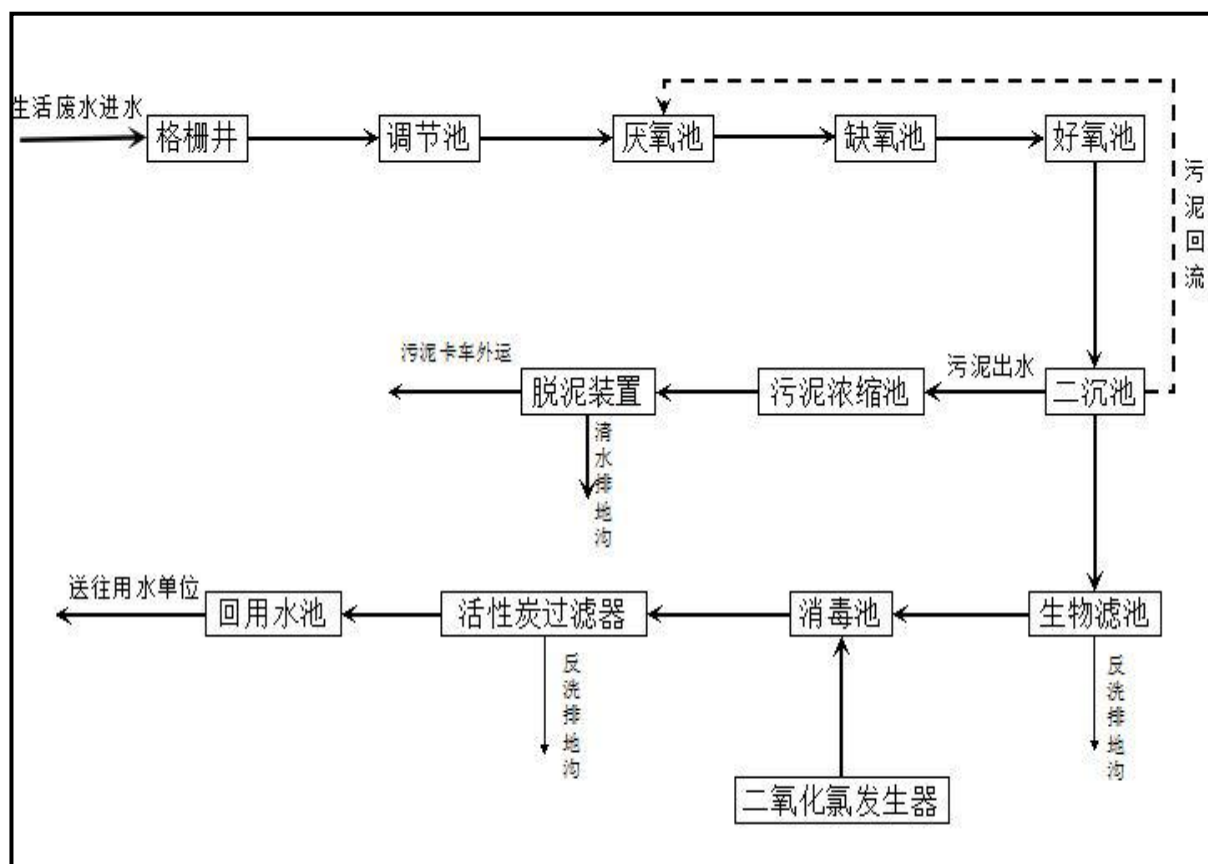 生活废水进水
格栅井
调节池
厌氧池
缺氧池
好氧池
污泥回流
污泥卡车外运
脱泥装置
污泥浓缩池
污泥出水
二沉池
清水排地沟
送往用水单位
回用水池
活性炭过滤器
消毒池
生物滤池
反洗排地沟
反洗排地沟
二氧化氯发生器